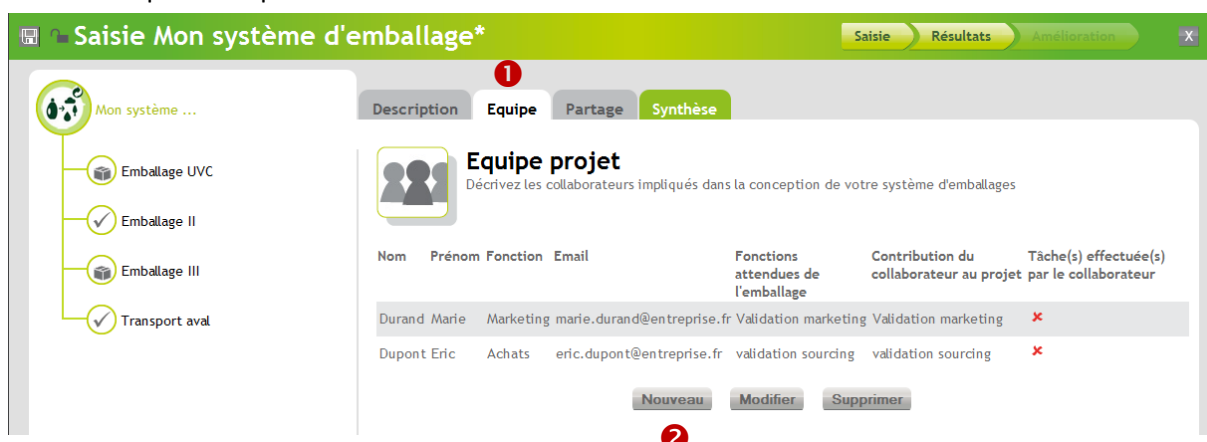 Saisie Mon système d'emballage*
Saisie Résultats Amélioration X
1
Mon système ...
Emballage UVC
Emballage II
Emballage III
Transport aval
Description Equipe Partage Synthèse
Equipe projet
Décrivez les collaborateurs impliqués dans la conception de votre système d'emballages
Nom Prénom Fonction Email Fonctions attendues de l'emballage Contribution du collaborateur au projet Tâche(s) effectuée(s) par le collaborateur
Durand Marie Marketing marie.durand@entreprise.fr Validation marketing Validation marketing
Dupont Eric Achats eric.dupont@entreprise.fr validation sourcing validation sourcing
Nouveau Modifier Supprimer
2